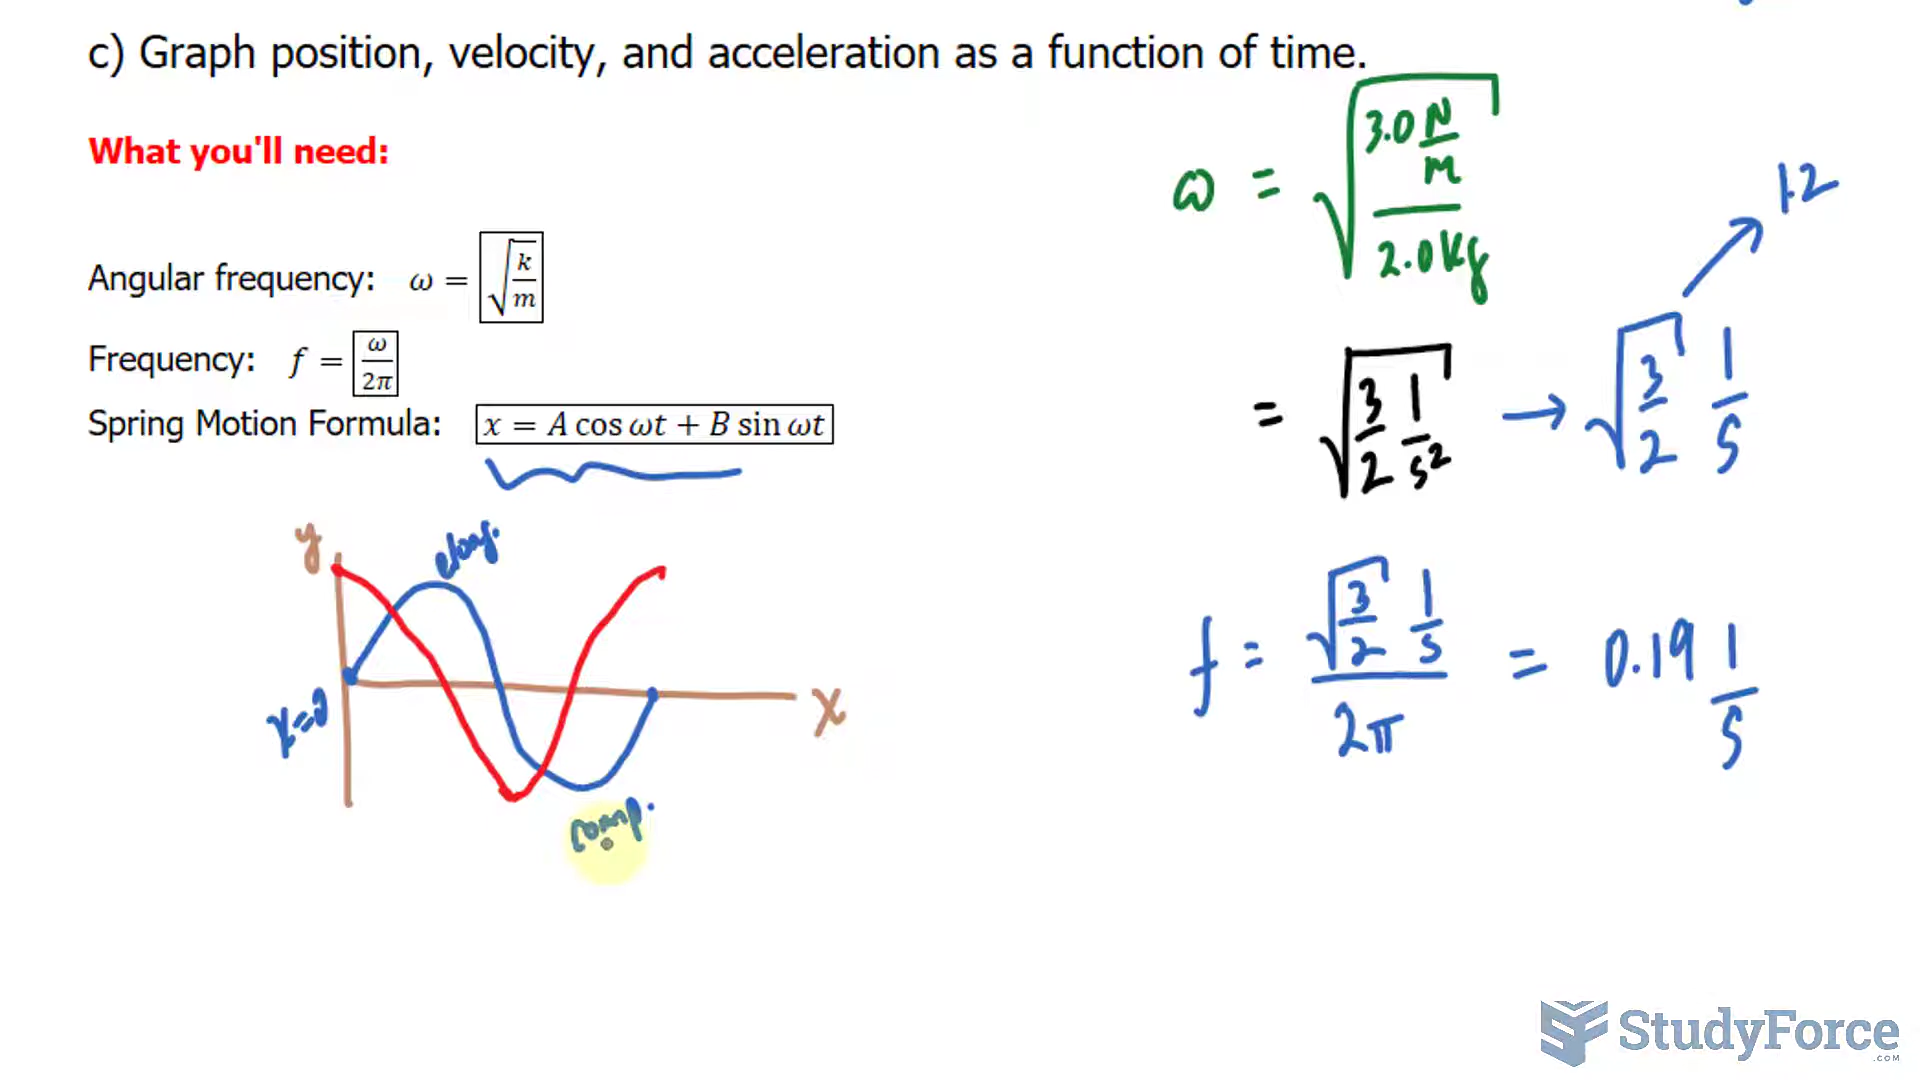 c) Graph position, velocity, and acceleration as a function of time.
What you'll need:
Angular frequency: ω = √(k/m)
Frequency: f = ω/2π
Spring Motion Formula: x = A cos ωt + B sin ωt
ω = √(3.0 N/m / 2.0 kg)
1.2
= √(3/2 1/s²) → √(3/2) 1/s
f = √(3/2) 1/s / 2π = 0.19 1/s
y
elong.
x=0
x
comp.
StudyForce
.COM